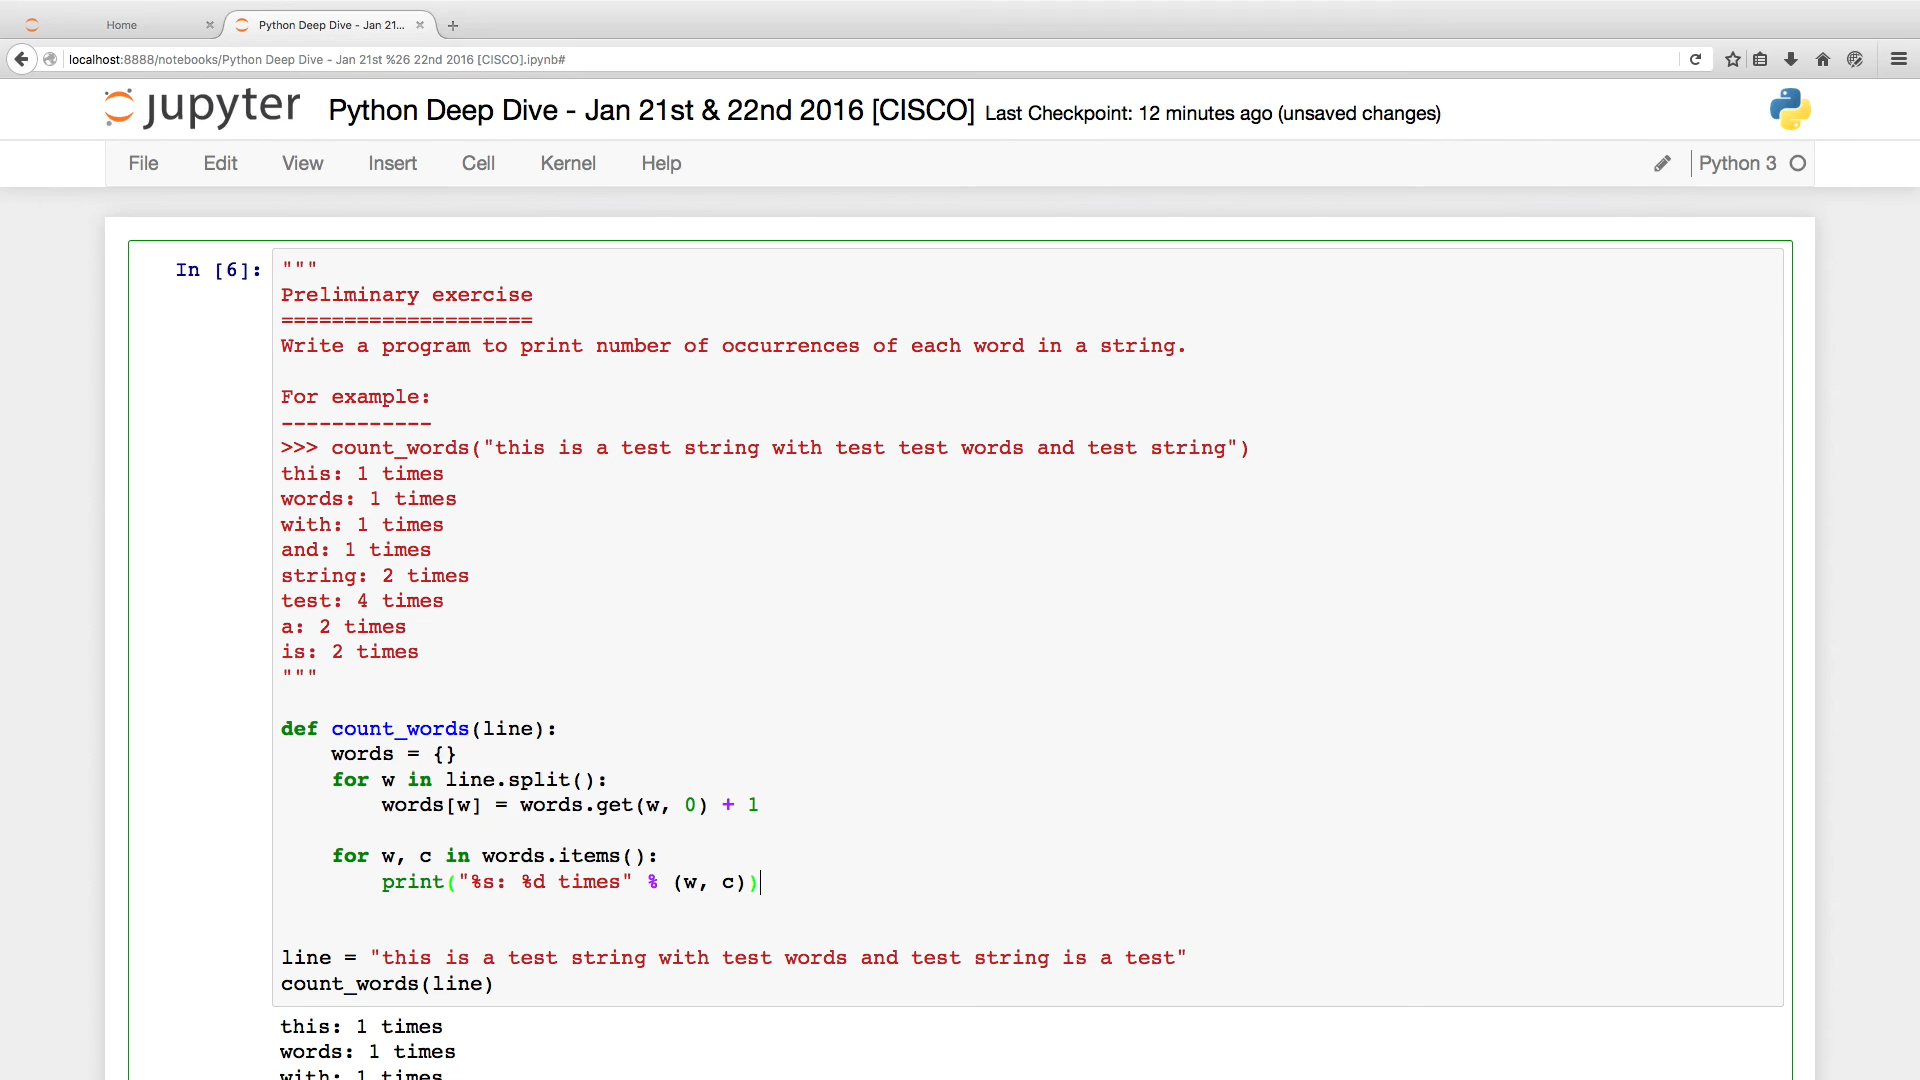 Home
Python Deep Dive - Jan 21...
localhost:8888/notebooks/Python Deep Dive - Jan 21st %26 22nd 2016 [CISCO].ipynb#
jupyter Python Deep Dive - Jan 21st & 22nd 2016 [CISCO] Last Checkpoint: 12 minutes ago (unsaved changes)
File Edit View Insert Cell Kernel Help Python 3
In [6]: """
Preliminary exercise
====================
Write a program to print number of occurrences of each word in a string.
For example:
------------
>>> count_words("this is a test string with test test words and test string")
this: 1 times
words: 1 times
with: 1 times
and: 1 times
string: 2 times
test: 4 times
a: 2 times
is: 2 times
"""
def count_words(line):
    words = {}
    for w in line.split():
        words[w] = words.get(w, 0) + 1
    for w, c in words.items():
        print("%s: %d times" % (w, c))
line = "this is a test string with test words and test string is a test"
count_words(line)
this: 1 times
words: 1 times
with: 1 times